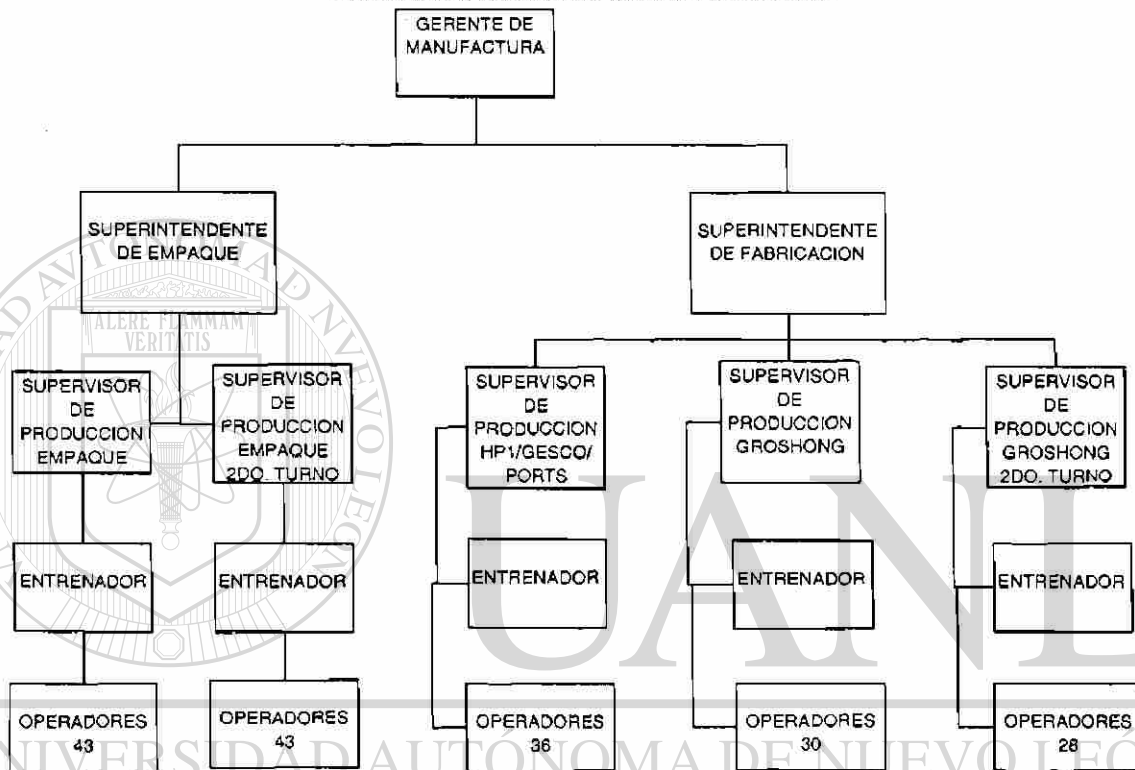 GERENTE DE
MANUFACTURA
SUPERINTENDENTE
DE EMPAQUE
SUPERINTENDENTE
DE FABRICACION
ALERE FLAMMAM
VERITATIS
SUPERVISOR
DE
PRODUCCION
EMPAQUE
SUPERVISOR
DE
PRODUCCION
EMPAQUE
2DO. TURNO
SUPERVISOR
DE
PRODUCCION
HP1/GESCO/
PORTS
SUPERVISOR
DE
PRODUCCION
GROSHONG
SUPERVISOR
DE
PRODUCCION
GROSHONG
2DO. TURNO
ENTRENADOR
ENTRENADOR
ENTRENADOR
ENTRENADOR
ENTRENADOR
OPERADORES
43
OPERADORES
43
OPERADORES
36
OPERADORES
30
OPERADORES
28
UANL
UNIVERSIDAD AUTÓNOMA DE NUEVO LEÓ